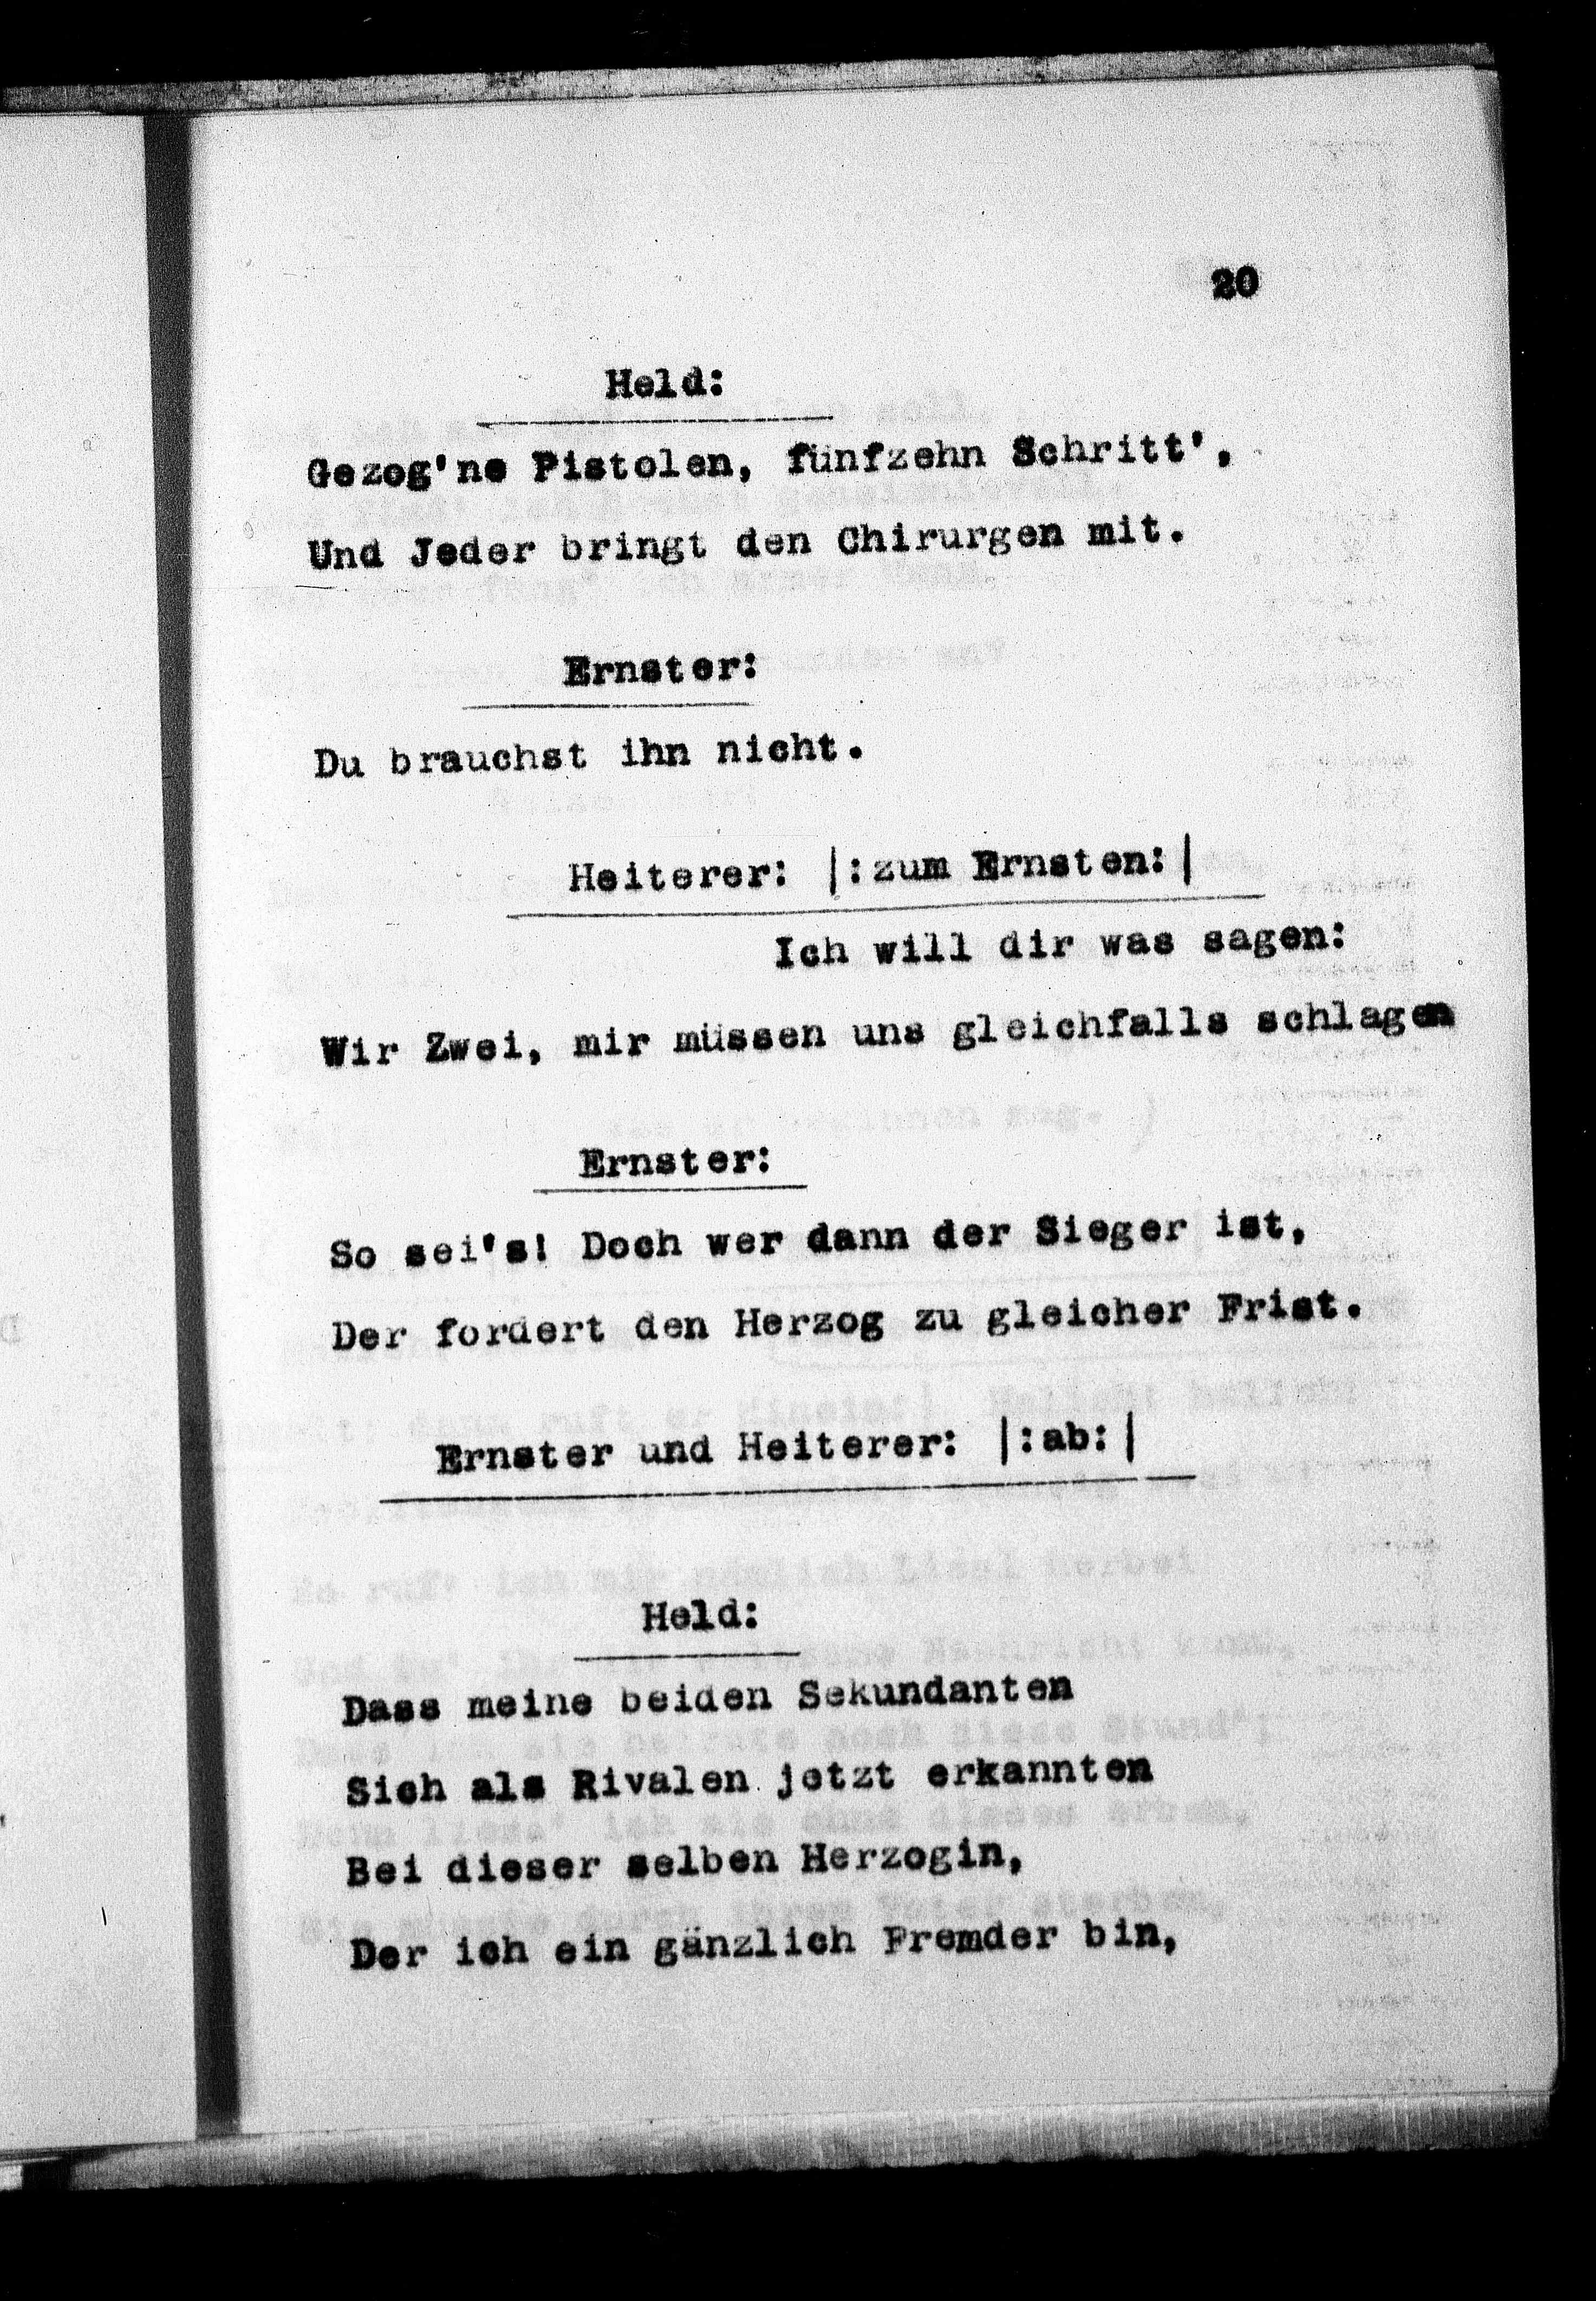 20
Held:
Gezog'ne Pistolen, fünfzehn Schritt',
Und Jeder bringt den Chirurgen mit.
Ernster:
Du brauchst ihn nicht.
Heiterer: |:zum Ernsten:|
Ich will dir was sagen:
Wir Zwei, mir müssen uns gleichfalls schlagen
Ernster:
So sei's! Doch wer dann der Sieger ist,
Der fordert den Herzog zu gleicher Frist.
Ernster und Heiterer: |:ab:|
Held:
Dass meine beiden Sekundanten
Sich als Rivalen jetzt erkannten
Bei dieser selben Herzogin,
Der ich ein gänzlich Fremder bin,